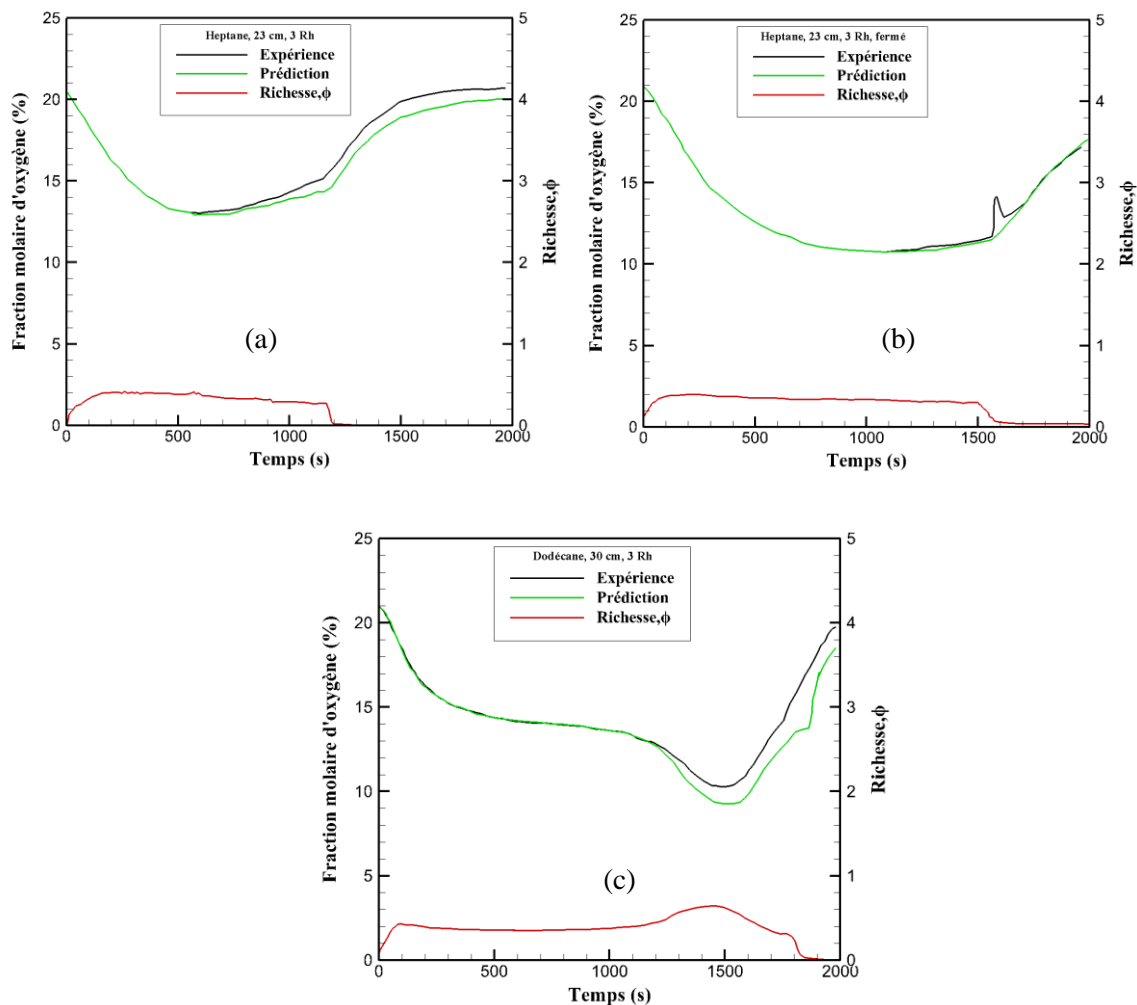 Heptane, 23 cm, 3 Rh
Expérience
Prédiction
Richesse,ϕ
Fraction molaire d'oxygène (%)
25
20
15
10
5
0
5
4
3
2
1
0
Richesse,ϕ
(a)
0
500
1000
1500
2000
Temps (s)
Heptane, 23 cm, 3 Rh, fermé
Expérience
Prédiction
Richesse,ϕ
Fraction molaire d'oxygène (%)
25
20
15
10
5
0
5
4
3
2
1
0
Richesse,ϕ
(b)
0
500
1000
1500
2000
Temps (s)
Dodécane, 30 cm, 3 Rh
Expérience
Prédiction
Richesse,ϕ
Fraction molaire d'oxygène (%)
25
20
15
10
5
0
5
4
3
2
1
0
Richesse,ϕ
(c)
0
500
1000
1500
2000
Temps (s)